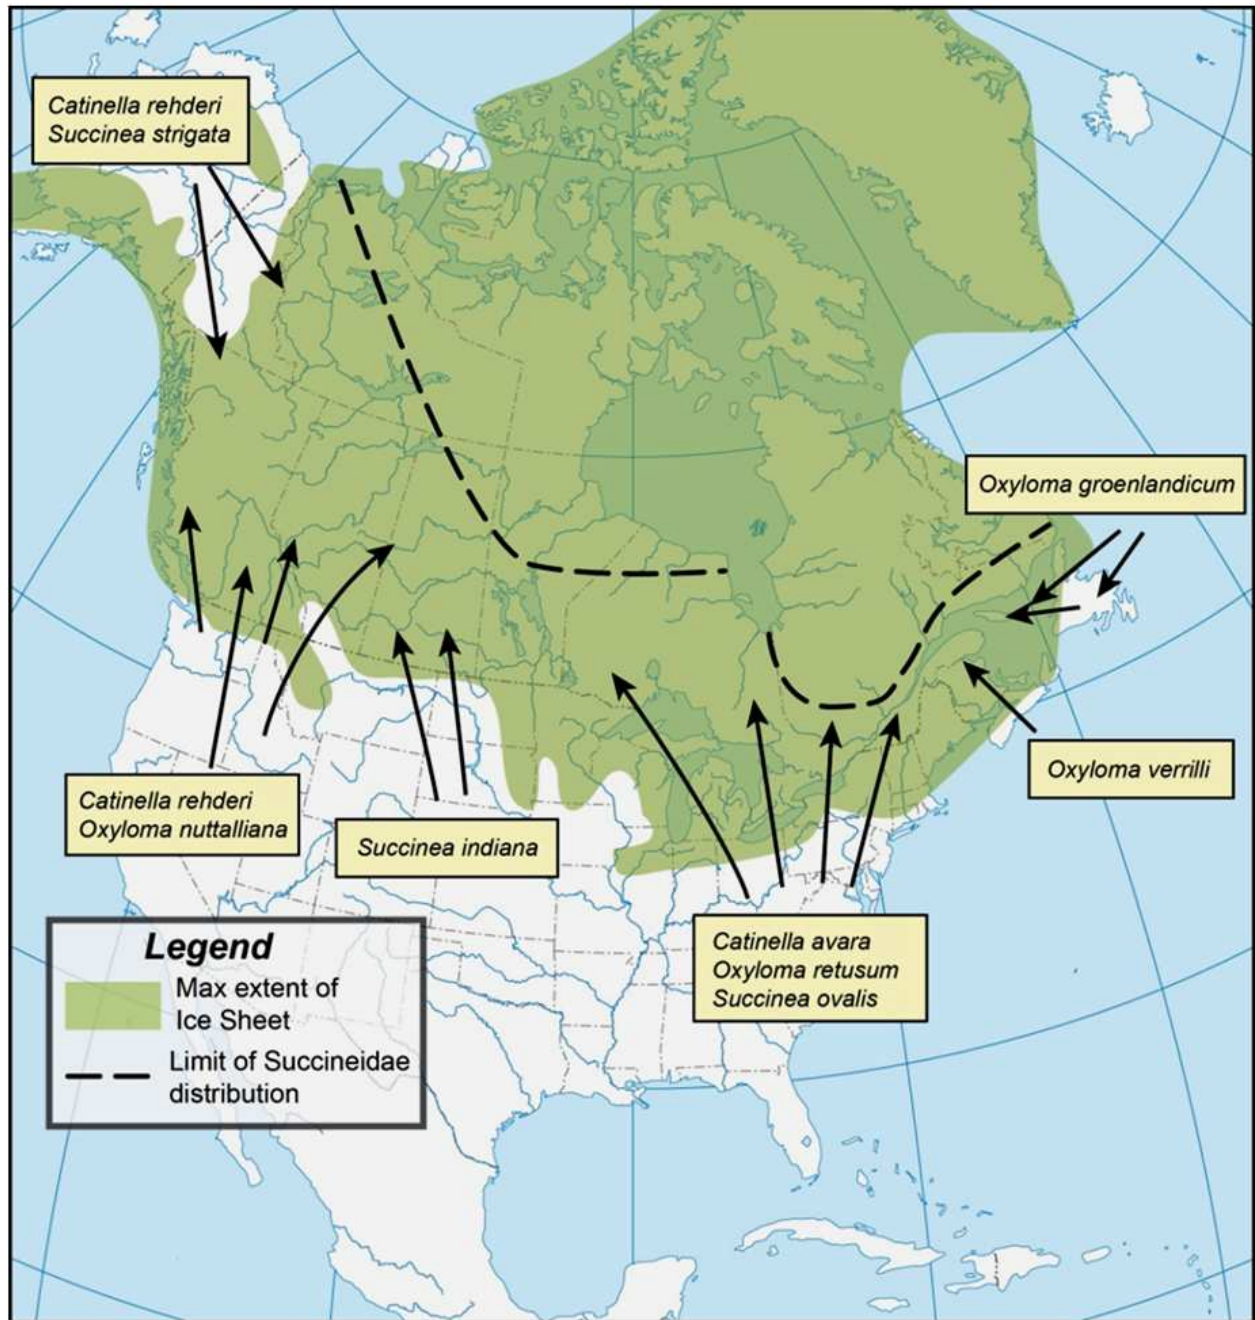 Catinella rehderi
Succinea strigata
Oxyloma groenlandicum
Oxyloma verrilli
Catinella rehderi
Oxyloma nuttalliana
Succinea indiana
Catinella avara
Oxyloma retusum
Succinea ovalis
Legend
Max extent of
Ice Sheet
Limit of Succineidae
distribution